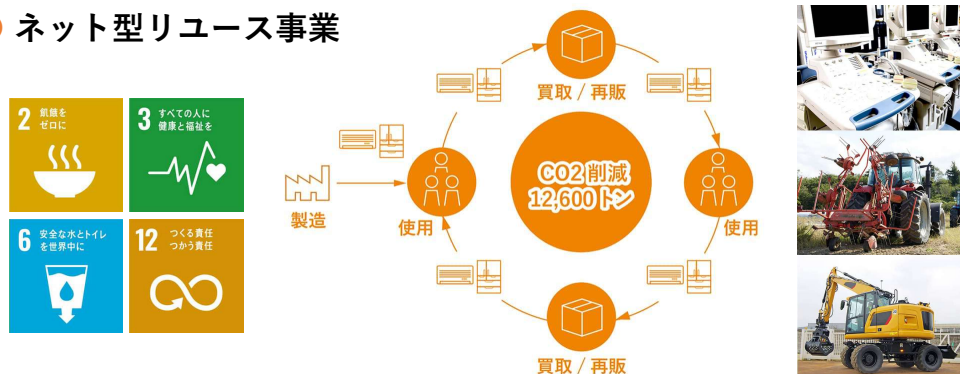 ネット型リユース事業
2 飢餓を
ゼロに
3 すべての人に
健康と福祉を
6 安全な水とトイレ
を世界中に
12 つくる責任
つかう責任
製造
使用
買取 / 再販
CO2 削減
12,600 トン
使用
買取 / 再販